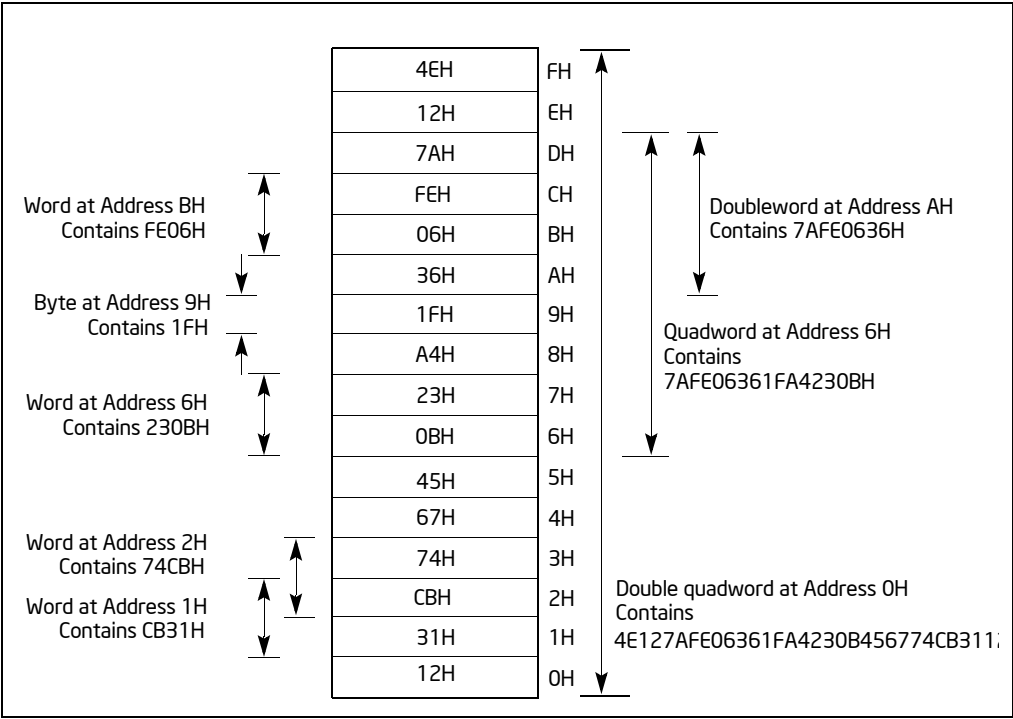 4EH FH
12H EH
7AH DH
FEH CH
Word at Address BH
Contains FE06H
06H BH
Doubleword at Address AH
Contains 7AFE0636H
36H AH
Byte at Address 9H
Contains 1FH
1FH 9H
Quadword at Address 6H
Contains
7AFE06361FA4230BH
A4H 8H
23H 7H
Word at Address 6H
Contains 230BH
0BH 6H
45H 5H
67H 4H
Word at Address 2H
Contains 74CBH
74H 3H
CBH 2H
Word at Address 1H
Contains CB31H
Double quadword at Address 0H
Contains
4E127AFE06361FA4230B456774CB311
31H 1H
12H 0H